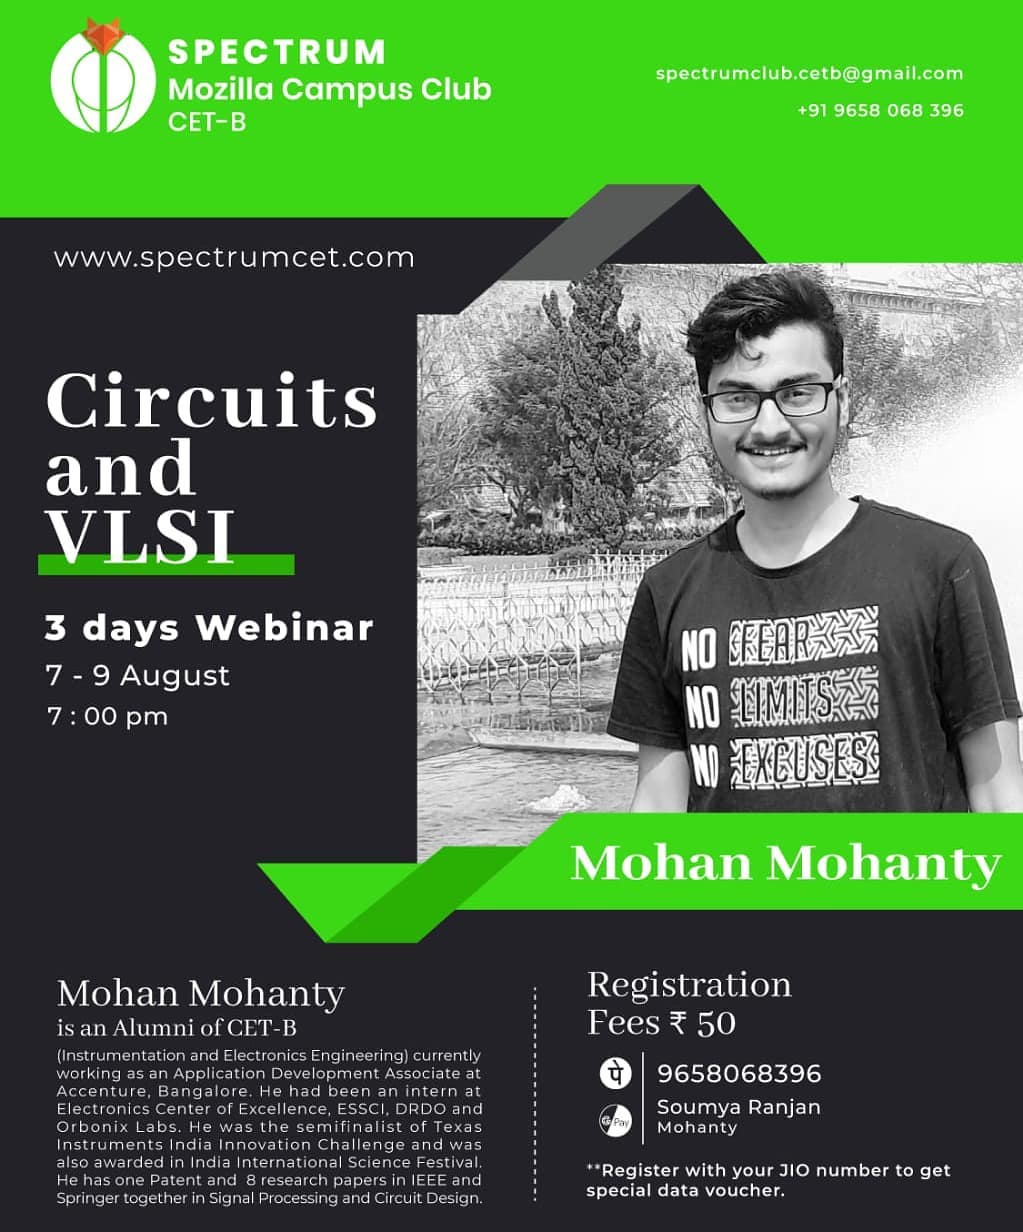 SPECTRUM
Mozilla Campus Club
CET-B
spectrumclub.cetb@gmail.com
+91 9658 068 396
www.spectrumcet.com
Circuits
and
VLSI
3 days Webinar
7 - 9 August
7 : 00 pm
NO FEAR
NO LIMITS
NO EXCUSES
Mohan Mohanty
Mohan Mohanty
is an Alumni of CET-B
(Instrumentation and Electronics Engineering) currently
working as an Application Development Associate at
Accenture, Bangalore. He had been an intern at
Electronics Center of Excellence, ESSCI, DRDO and
Orbonix Labs. He was the semifinalist of Texas
Instruments India Innovation Challenge and was
also awarded in India International Science Festival.
He has one Patent and 8 research papers in IEEE and
Springer together in Signal Processing and Circuit Design.
Registration
Fees ₹ 50
पे
9658068396
G Pay
Soumya Ranjan
Mohanty
**Register with your JIO number to get
special data voucher.